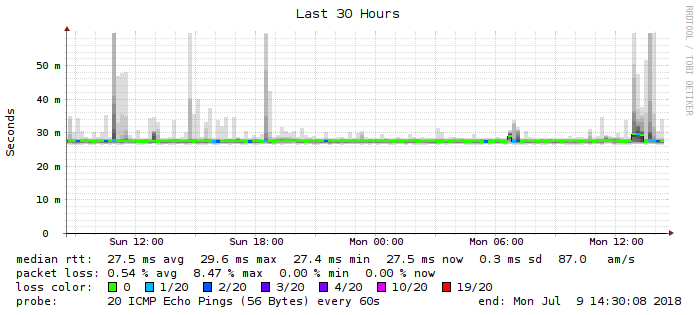 Last 30 Hours
RRDTOOL / TOBI OETIKER
Seconds
50 m
40 m
30 m
20 m
10 m
0
Sun 12:00 Sun 18:00 Mon 00:00 Mon 06:00 Mon 12:00
median rtt: 27.5 ms avg 29.6 ms max 27.4 ms min 27.5 ms now 0.3 ms sd 87.0 am/s
packet loss: 0.54 % avg 8.47 % max 0.00 % min 0.00 % now
loss color: 0 1/20 2/20 3/20 4/20 10/20 19/20
probe: 20 ICMP Echo Pings (56 Bytes) every 60s end: Mon Jul 9 14:30:08 2018